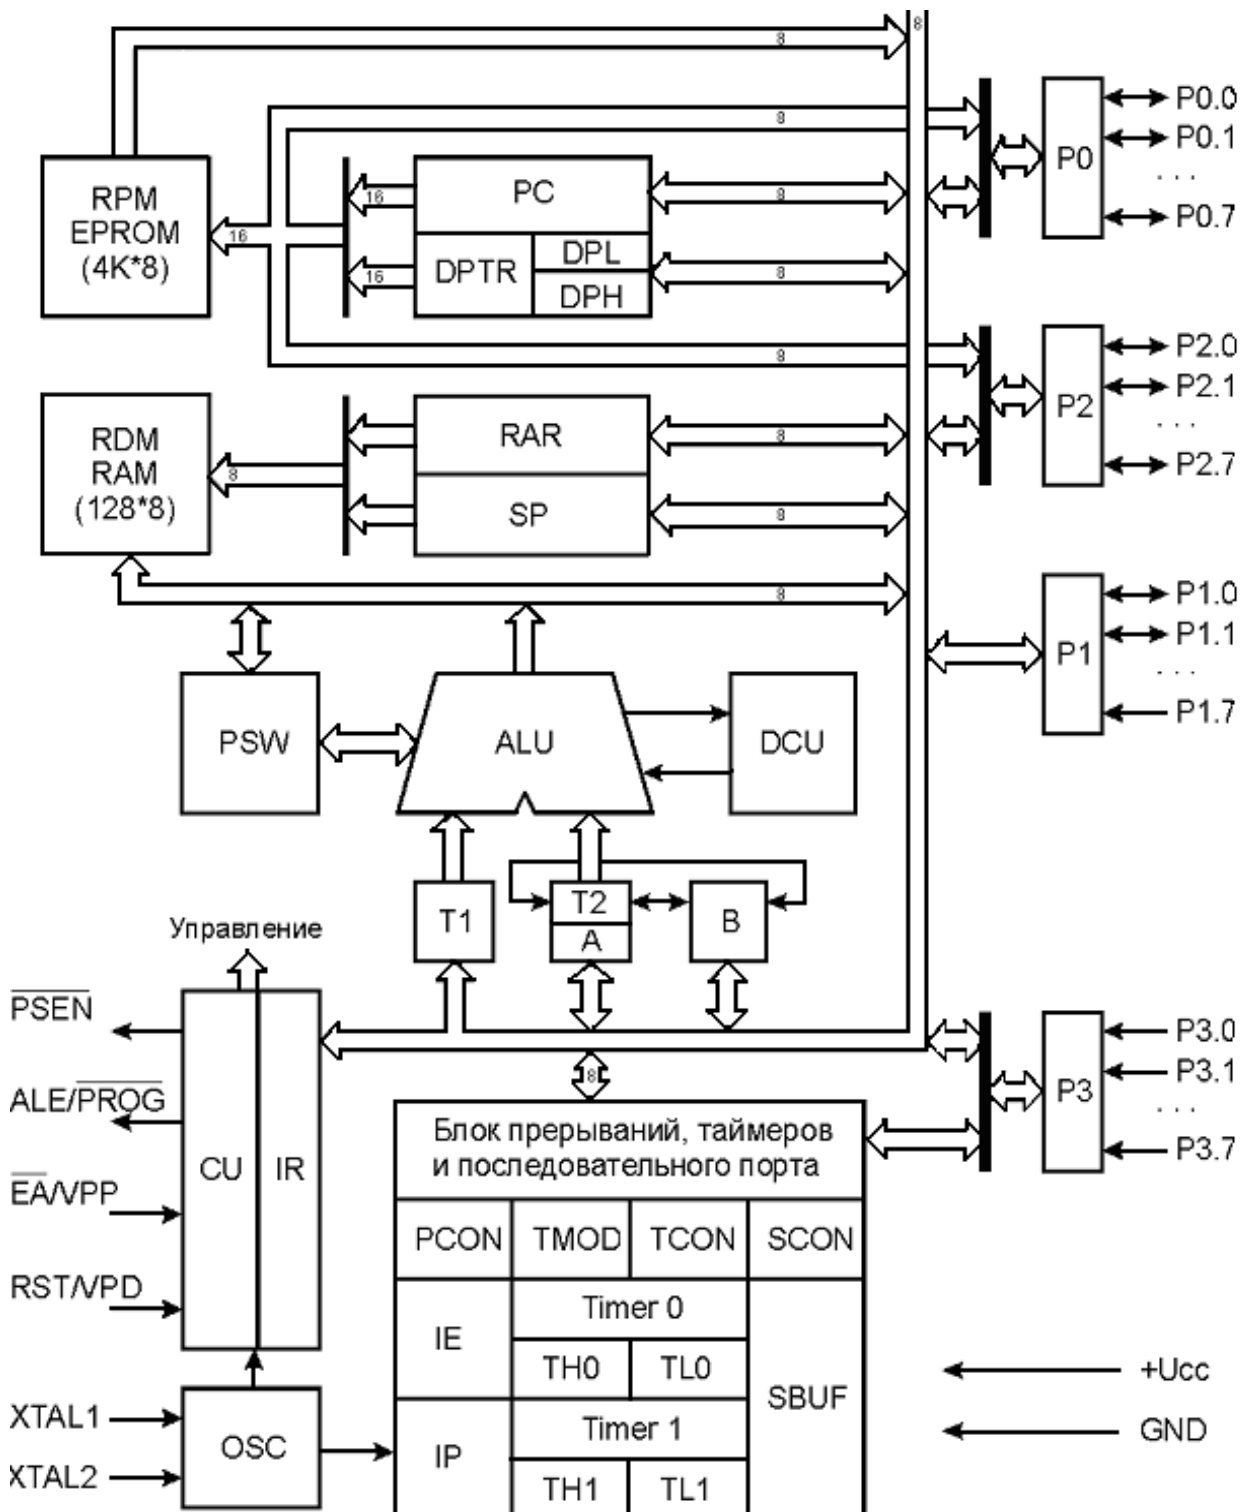 8
8
8
P0.0
P0.1
P0
. . .
P0.7
RPM
EPROM
(4K*8)
16
16
PC
8
16
DPTR
DPL
DPH
8
8
P2.0
P2.1
P2
. . .
P2.7
RDM
RAM
(128*8)
8
RAR
8
SP
8
8
P1.0
P1.1
P1
. . .
P1.7
PSW
ALU
DCU
T1
T2
A
B
Управление
PSEN
ALE/PROG
EA/VPP
RST/VPD
CU
IR
8
P3.0
P3.1
P3
. . .
P3.7
Блок прерываний, таймеров
и последовательного порта
PCON
TMOD
TCON
SCON
IE
Timer 0
TH0
TL0
SBUF
IP
Timer 1
TH1
TL1
XTAL1
XTAL2
OSC
+Ucc
GND